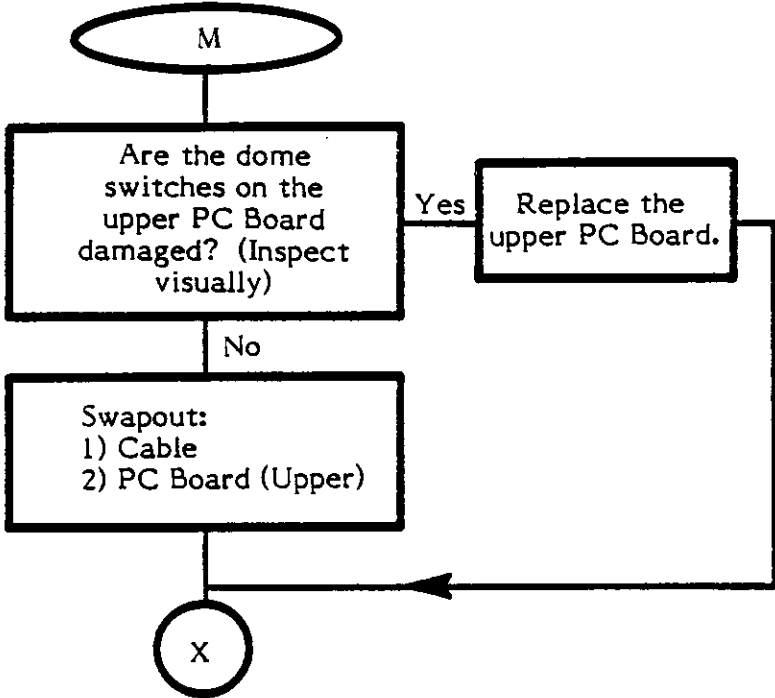 M
Are the dome
switches on the
upper PC Board
damaged? (Inspect
visually)
Yes
Replace the
upper PC Board.
No
Swapout:
1) Cable
2) PC Board (Upper)
X